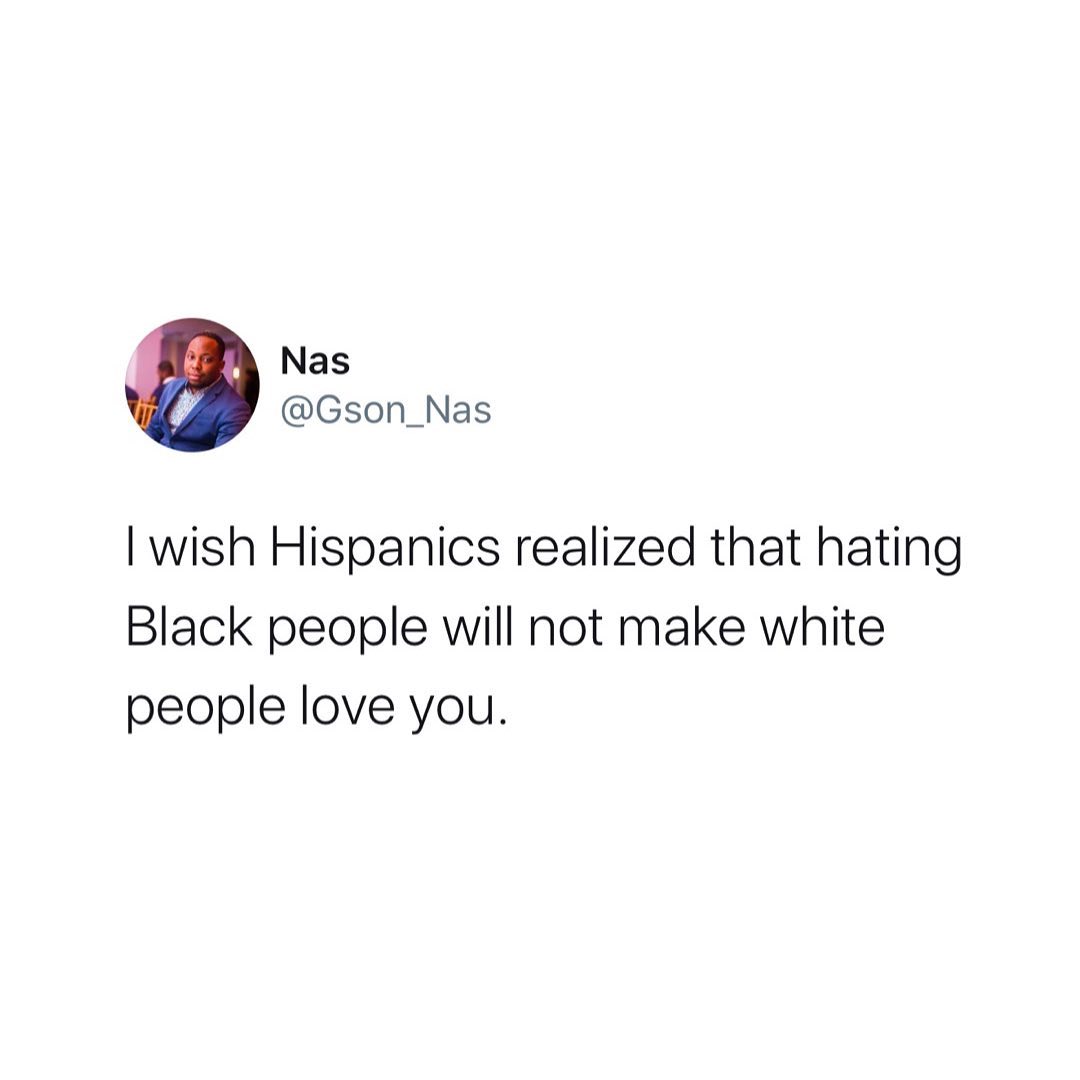 Nas
@Gson_Nas
I wish Hispanics realized that hating
Black people will not make white
people love you.